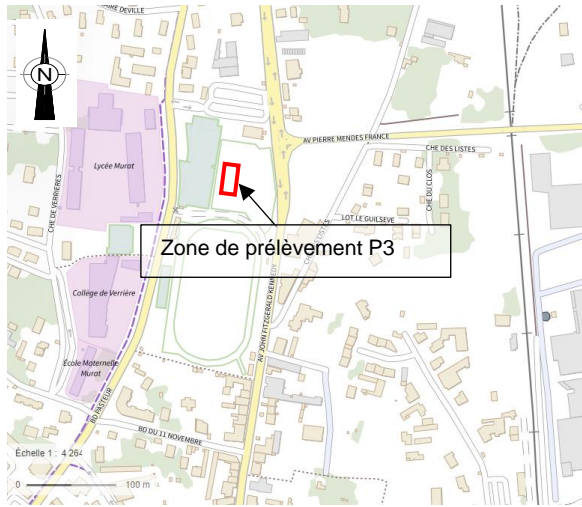 DEVILLE
N
AV PIERRE MENDES FRANCE
CHE DES LISTES
Lycée Murat
CHE DE VERRIERES
CHE DU CLOS
LOT LE GUILSEVE
Zone de prélèvement P3
Collège de Verrière
AV JOHN FITZGERALD KENNEDY
École Maternelle
Murat
BD PASTEUR
BD DU 11 NOVEMBRE
Échelle 1 : 4 264
0
100 m